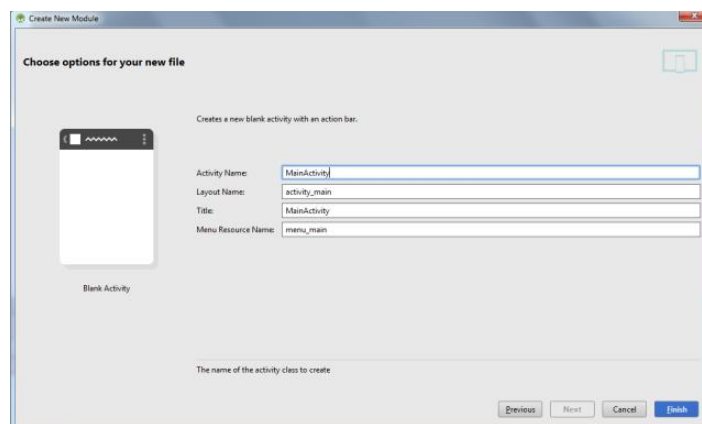 Create New Module
Choose options for your new file
Creates a new blank activity with an action bar.
Activity Name: MainActivity
Layout Name: activity_main
Title: MainActivity
Menu Resource Name: menu_main
Blank Activity
The name of the activity class to create
Previous Next Cancel Finish